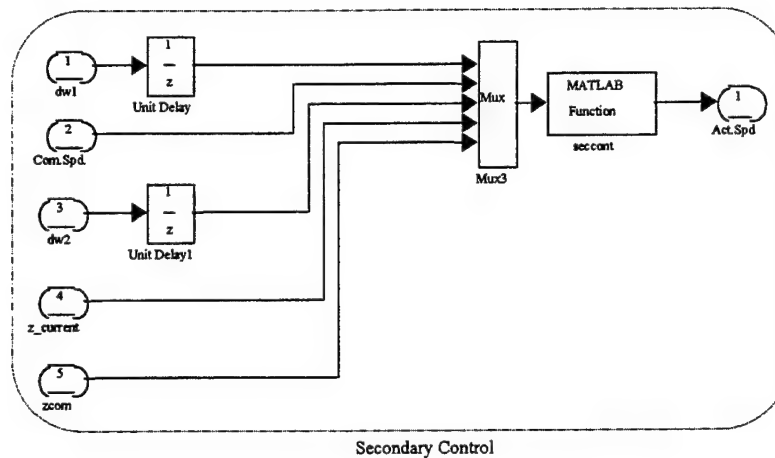 1
dw1
1
z
Unit Delay
2
Com.Spd.
3
dw2
1
z
Unit Delay1
4
z_current
5
zcom
Mux
Mux3
MATLAB
Function
seccont
1
Act.Spd
Secondary Control